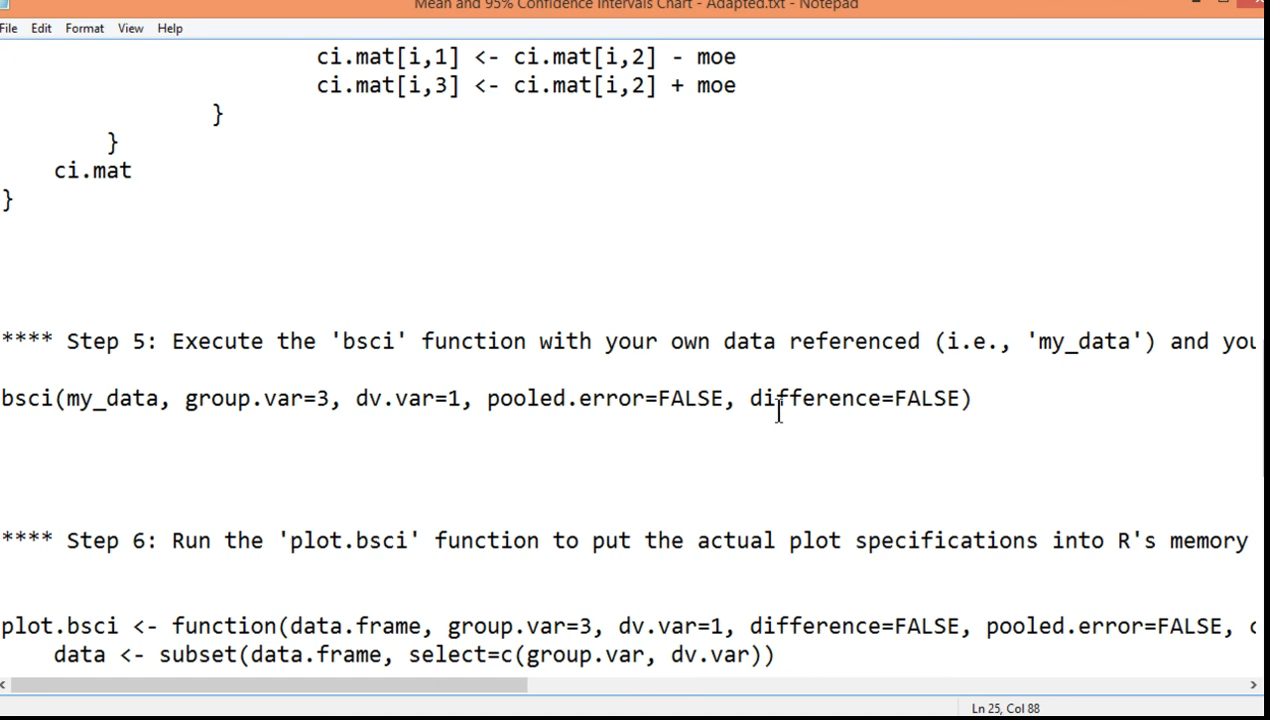 Mean and 95% Confidence Intervals Chart - Adapted.txt - Notepad
File Edit Format View Help
ci.mat[i,1] <- ci.mat[i,2] - moe
ci.mat[i,3] <- ci.mat[i,2] + moe
}
}
ci.mat
}
**** Step 5: Execute the 'bsci' function with your own data referenced (i.e., 'my_data') and you
bsci(my_data, group.var=3, dv.var=1, pooled.error=FALSE, difference=FALSE)
**** Step 6: Run the 'plot.bsci' function to put the actual plot specifications into R's memory
plot.bsci <- function(data.frame, group.var=3, dv.var=1, difference=FALSE, pooled.error=FALSE, c
data <- subset(data.frame, select=c(group.var, dv.var))
Ln 25, Col 88